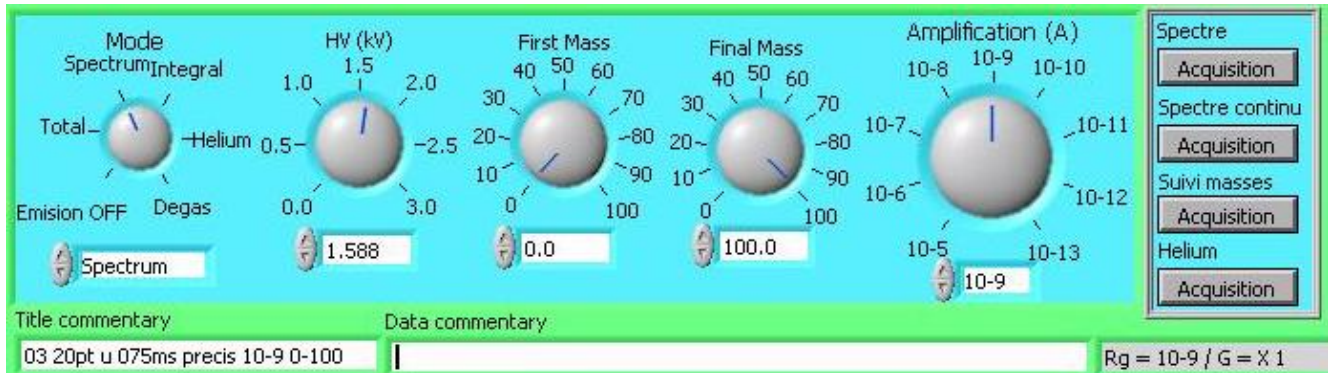 Mode
Spectrum Integral
Total Helium
Emision OFF Degas
Spectrum
HV (kV)
1.5
1.0 2.0
0.5 2.5
0.0 3.0
1.588
First Mass
40 50 60
30 70
20 80
10 90
0 100
0.0
Final Mass
40 50 60
30 70
20 80
10 90
0 100
100.0
Amplification (A)
10-8 10-9 10-10
10-7 10-11
10-6 10-12
10-5 10-13
10-9
Spectre
Acquisition
Spectre continu
Acquisition
Suivi masses
Acquisition
Helium
Acquisition
Title commentary
03 20pt u 075ms precis 10-9 0-100
Data commentary
Rg = 10-9 / G = X 1